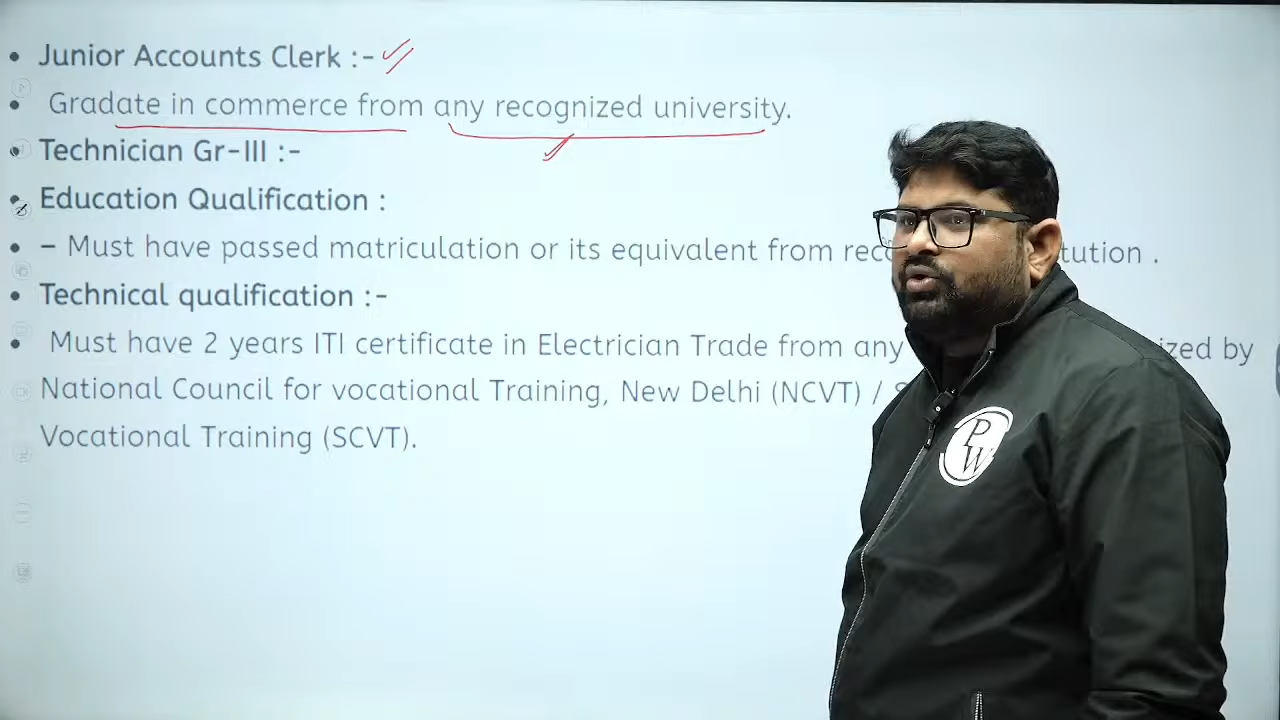 Junior Accounts Clerk :-
Gradate in commerce from any recognized university.
Technician Gr-III :-
Education Qualification :
– Must have passed matriculation or its equivalent from tution .
Technical qualification :-
Must have 2 years ITI certificate in Electrician Trade from any ized by
National Council for vocational Training, New Delhi (NCVT) /
Vocational Training (SCVT).
P
W